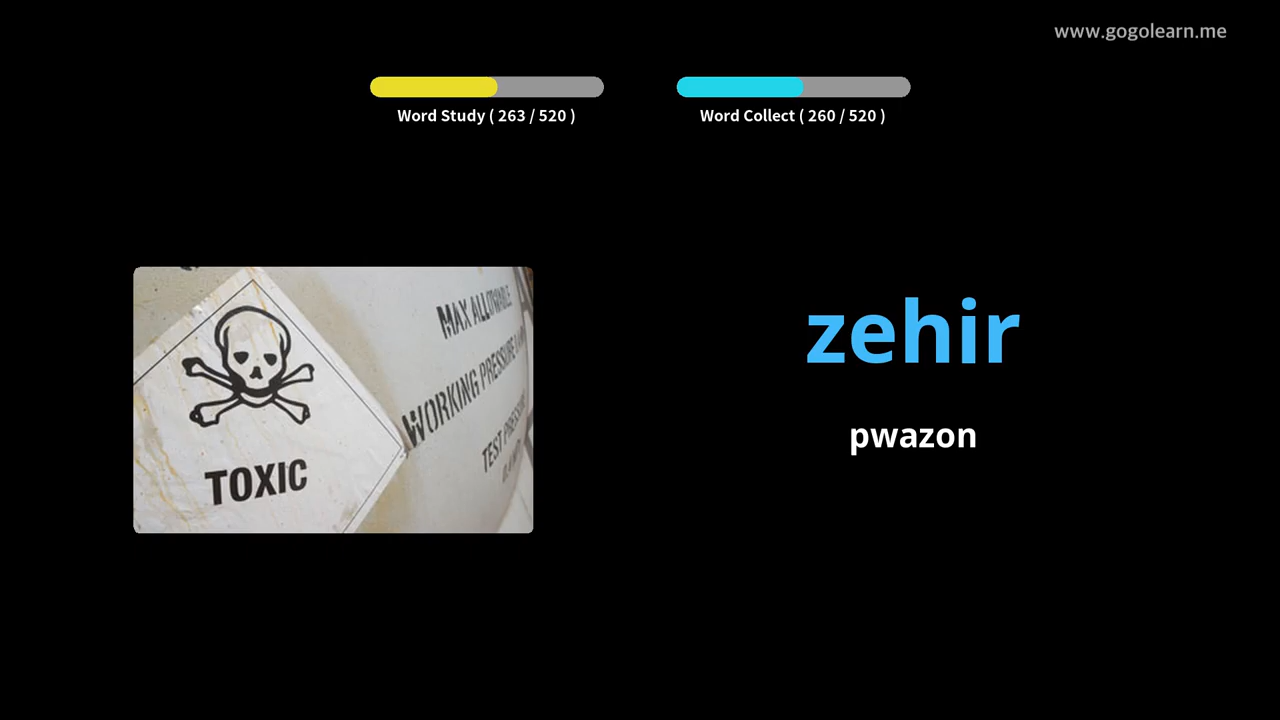 www.gogolearn.me
Word Study ( 263 / 520 )
Word Collect ( 260 / 520 )
MAX ALLOWABLE
WORKING PRESSURE
TEST PRESSURE
TOXIC
zehir
pwazon